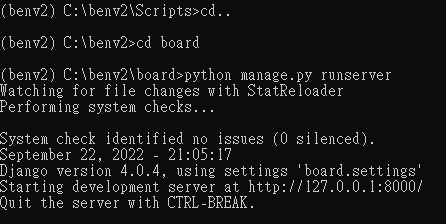 (benv2) C:\benv2\Scripts>cd..
(benv2) C:\benv2>cd board
(benv2) C:\benv2\board>python manage.py runserver
Watching for file changes with StatReloader
Performing system checks...
System check identified no issues (0 silenced).
September 22, 2022 - 21:05:17
Django version 4.0.4, using settings 'board.settings'
Starting development server at http://127.0.0.1:8000/
Quit the server with CTRL-BREAK.